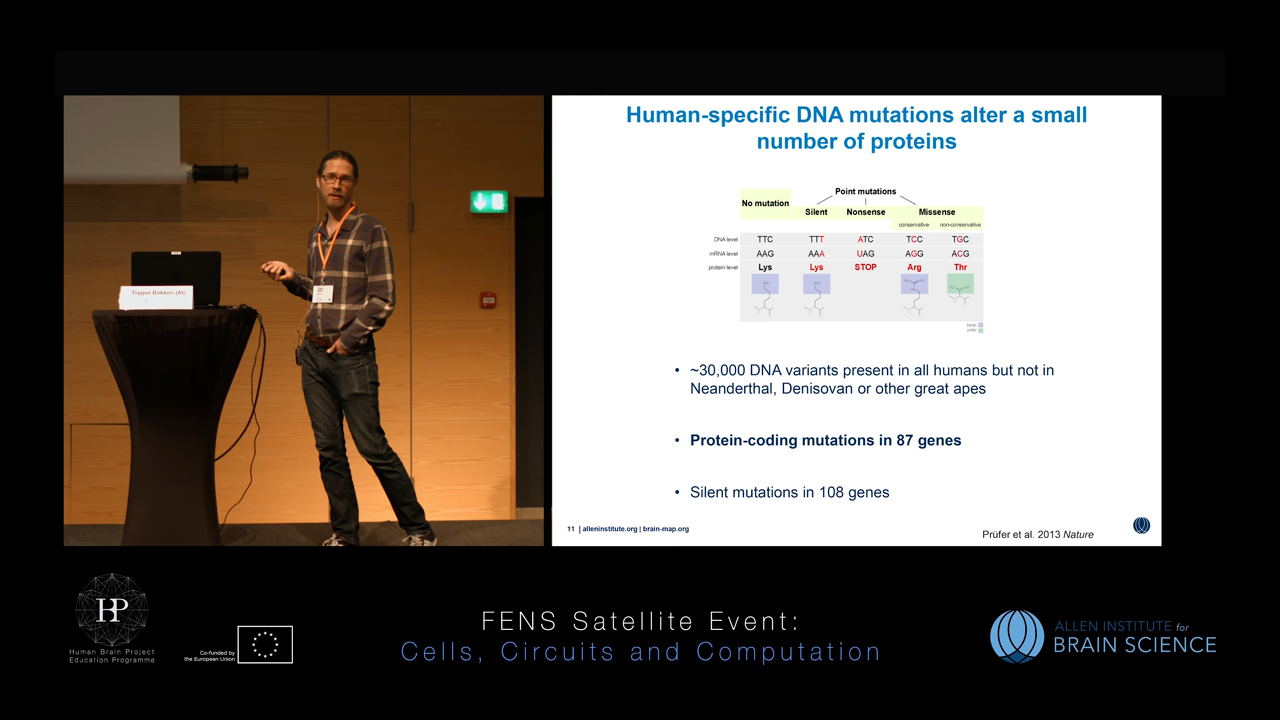 Trygve Bakken (AI)
Human-specific DNA mutations alter a small
number of proteins
Point mutations
No mutation
Silent Nonsense Missense
conservative non-conservative
DNA level TTC TTT ATC TCC TGC
mRNA level AAG AAA UAG AGG ACG
protein level Lys Lys STOP Arg Thr
basic
polar
• ~30,000 DNA variants present in all humans but not in
Neanderthal, Denisovan or other great apes
• Protein-coding mutations in 87 genes
• Silent mutations in 108 genes
11 | alleninstitute.org | brain-map.org
Prüfer et al. 2013 Nature
HBP
Human Brain Project
Education Programme
Co-funded by
the European Union
FENS Satellite Event:
Cells, Circuits and Computation
ALLEN INSTITUTE for
BRAIN SCIENCE